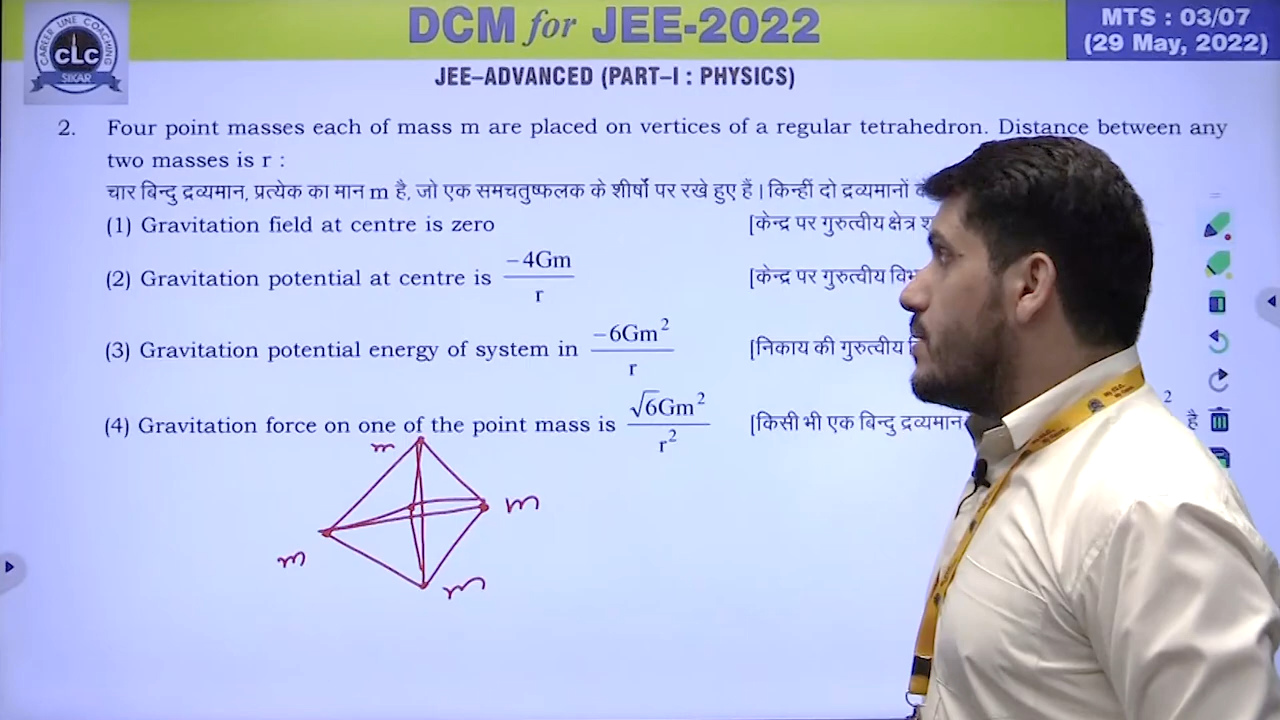 DCM for JEE-2022
MTS : 03/07
(29 May, 2022)
CAREER LINE COACHING
CLC
SIKAR
JEE–ADVANCED (PART–I : PHYSICS)
2. Four point masses each of mass m are placed on vertices of a regular tetrahedron. Distance between any
two masses is r :
चार बिन्दु द्रव्यमान, प्रत्येक का मान m है, जो एक समचतुष्फलक के शीर्षों पर रखे हुए हैं। किन्हीं दो द्रव्यमानों
(1) Gravitation field at centre is zero [केन्द्र पर गुरुत्वीय क्षेत्र
(2) Gravitation potential at centre is −4Gm/r [केन्द्र पर गुरुत्वीय
(3) Gravitation potential energy of system in −6Gm²/r [निकाय की गुरुत्वीय
(4) Gravitation force on one of the point mass is √6Gm²/r² [किसी भी एक बिन्दु द्रव्यमान 2 है
m
m
m
m